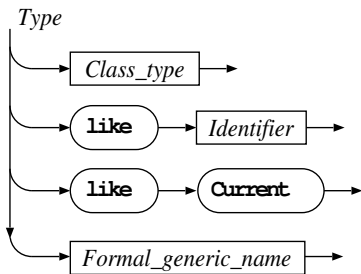 Type
Class_type
like Identifier
like Current
Formal_generic_name